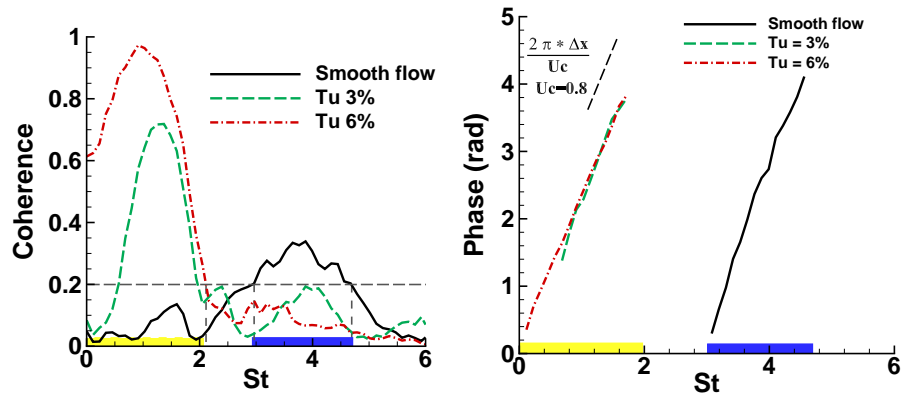 Coherence
1
0.8
0.6
0.4
0.2
0
0 2 4 6
St
Smooth flow
Tu 3%
Tu 6%
Phase (rad)
5
4
3
2
1
0
0 2 4 6
St
2 π * Δx
Uc
Uc=0.8
Smooth flow
Tu = 3%
Tu = 6%